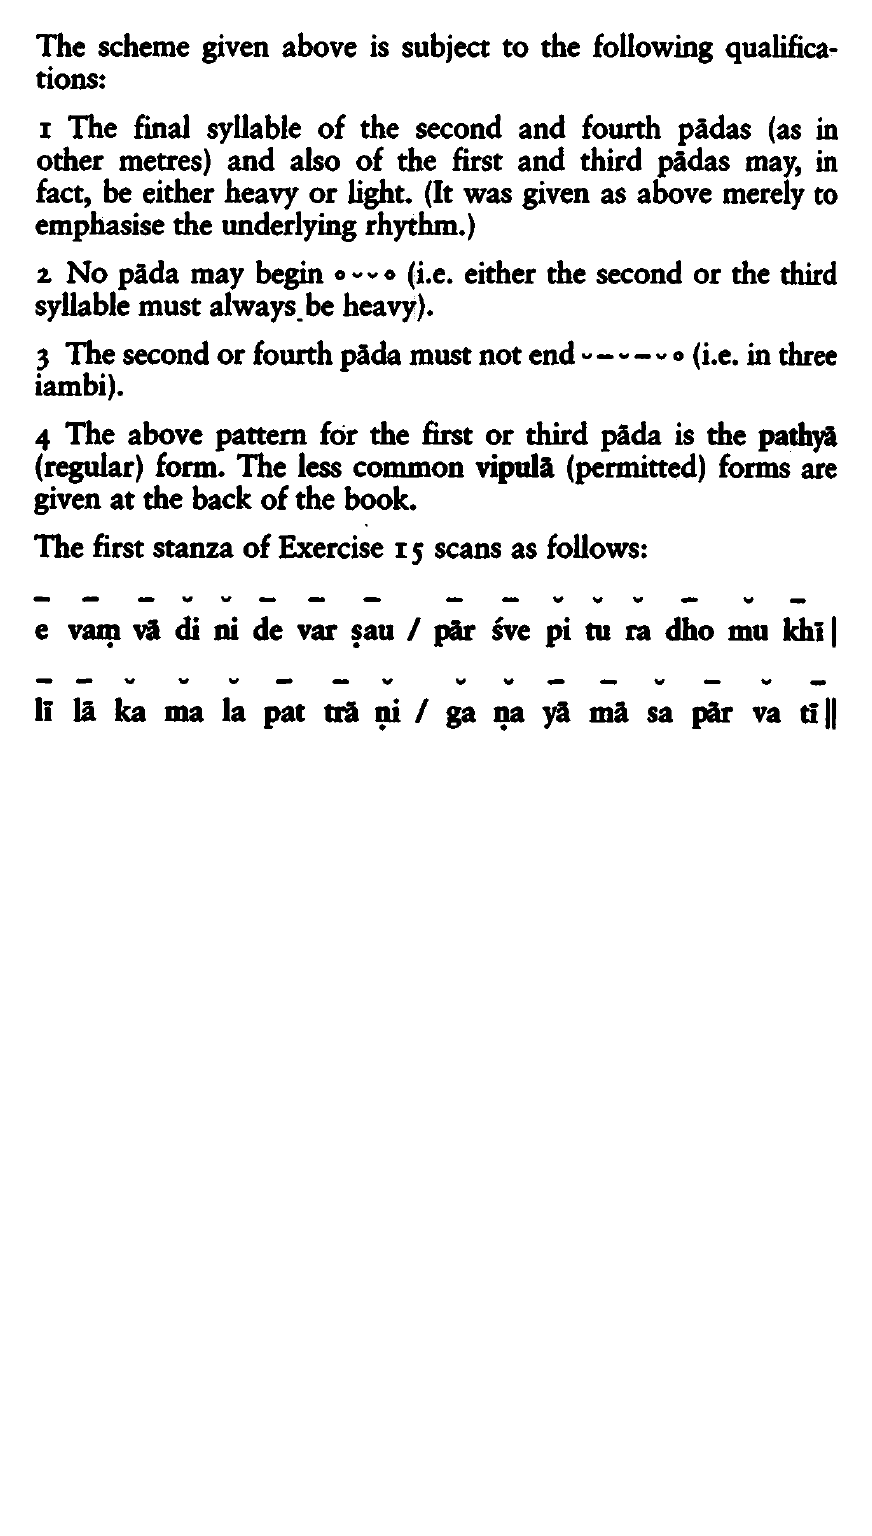 The scheme given above is subject to the following qualifica-
tions:
1 The final syllable of the second and fourth pādas (as in
other metres) and also of the first and third pādas may, in
fact, be either heavy or light. (It was given as above merely to
emphasise the underlying rhythm.)
2 No pāda may begin o ⏑ ⏑ o (i.e. either the second or the third
syllable must always be heavy).
3 The second or fourth pāda must not end ⏑ – ⏑ – ⏑ o (i.e. in three
iambi).
4 The above pattern for the first or third pāda is the pathyā
(regular) form. The less common vipulā (permitted) forms are
given at the back of the book.
The first stanza of Exercise 15 scans as follows:
– – – ⏑ ⏑ – – – – – ⏑ ⏑ ⏑ – ⏑ –
e vaṃ vā di ni de var ṣau / pār śve pi tu ra dho mu khī |
– – ⏑ ⏑ ⏑ – – ⏑ ⏑ ⏑ – – ⏑ – ⏑ –
lī lā ka ma la pat trā ṇi / ga ṇa yā mā sa pār va tī ||